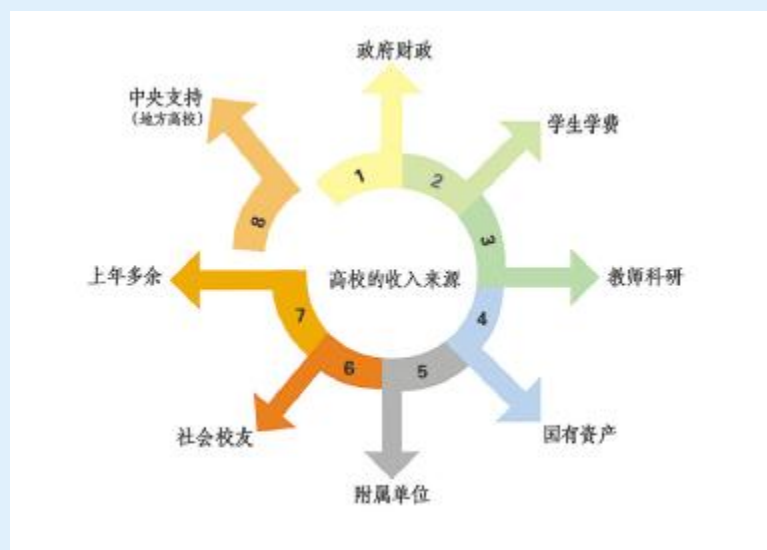 政府财政
中央支持
（地方高校）
学生学费
1
2
3
8
上年多余
高校的收入来源
教师科研
7
4
6
5
社会校友
国有资产
附属单位